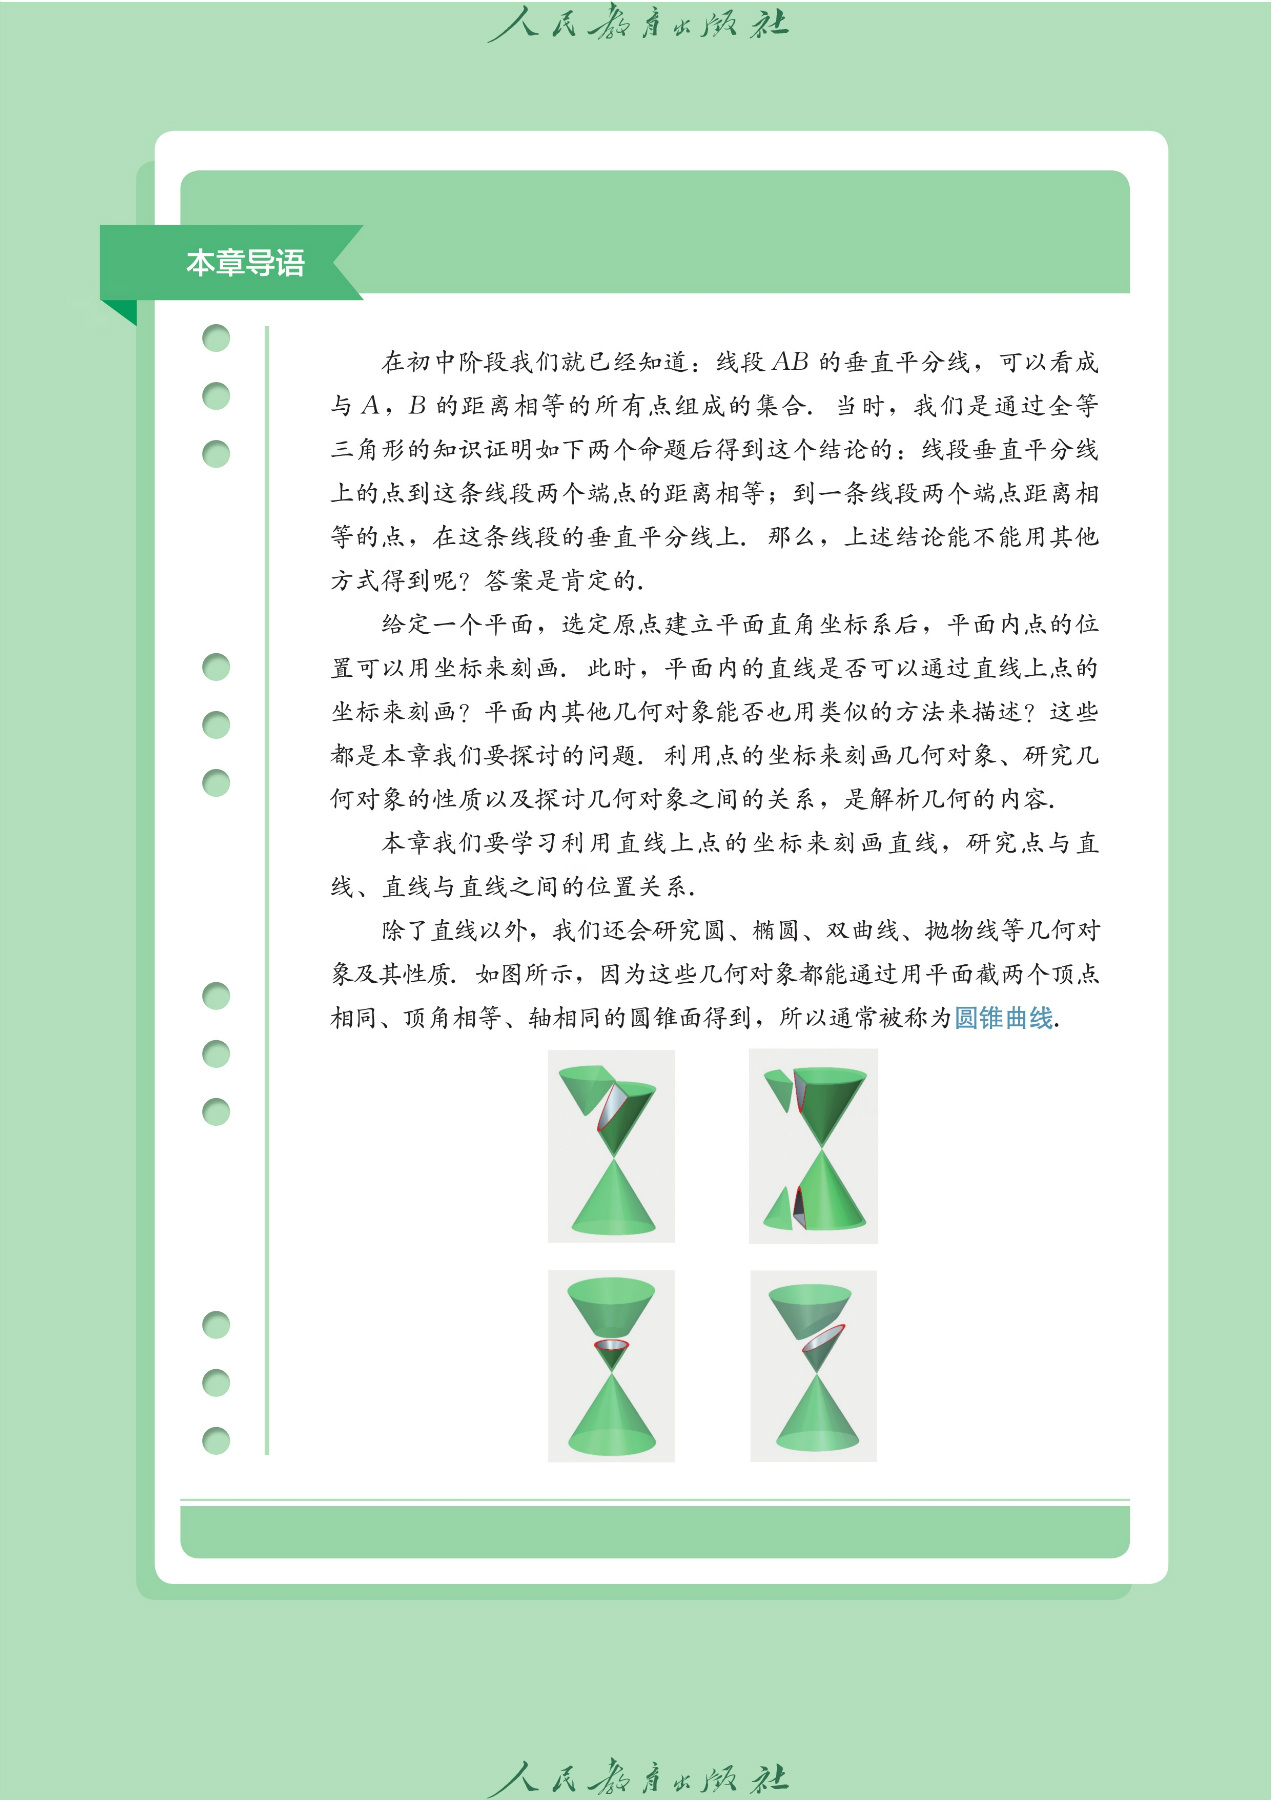 人民教育出版社
本章导语
在初中阶段我们就已经知道：线段 AB 的垂直平分线，可以看成
与 A，B 的距离相等的所有点组成的集合．当时，我们是通过全等
三角形的知识证明如下两个命题后得到这个结论的：线段垂直平分线
上的点到这条线段两个端点的距离相等；到一条线段两个端点距离相
等的点，在这条线段的垂直平分线上．那么，上述结论能不能用其他
方式得到呢？答案是肯定的．
给定一个平面，选定原点建立平面直角坐标系后，平面内点的位
置可以用坐标来刻画．此时，平面内的直线是否可以通过直线上点的
坐标来刻画？平面内其他几何对象能否也用类似的方法来描述？这些
都是本章我们要探讨的问题．利用点的坐标来刻画几何对象、研究几
何对象的性质以及探讨几何对象之间的关系，是解析几何的内容．
本章我们要学习利用直线上点的坐标来刻画直线，研究点与直
线、直线与直线之间的位置关系．
除了直线以外，我们还会研究圆、椭圆、双曲线、抛物线等几何对
象及其性质．如图所示，因为这些几何对象都能通过用平面截两个顶点
相同、顶角相等、轴相同的圆锥面得到，所以通常被称为圆锥曲线．
人民教育出版社